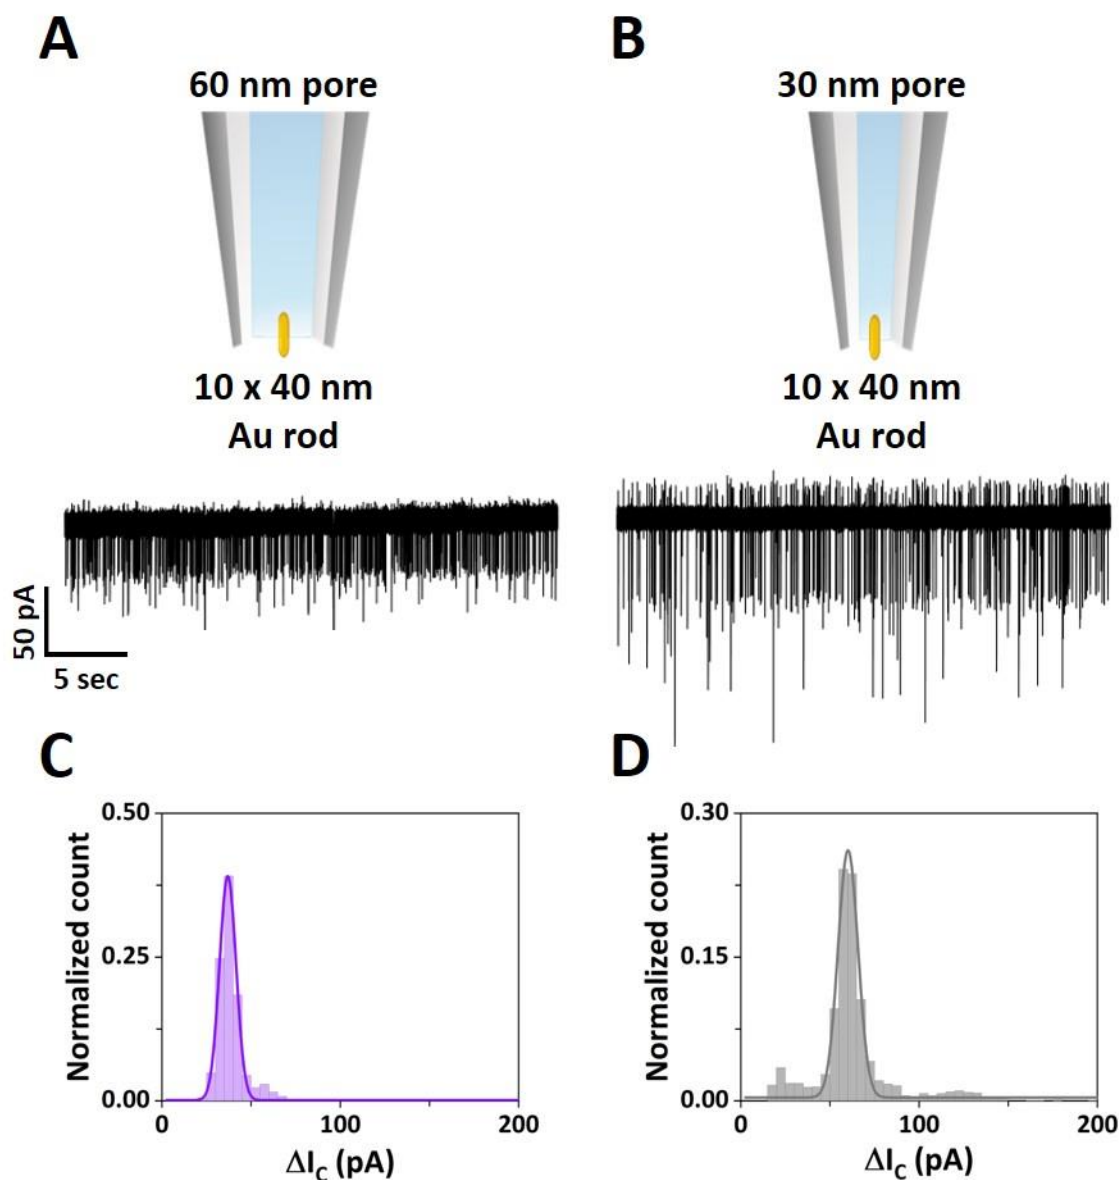 A
60 nm pore
10 x 40 nm
Au rod
50 pA
5 sec
B
30 nm pore
10 x 40 nm
Au rod
C
Normalized count
0.50
0.25
0.00
0
100
200
ΔI_C (pA)
D
Normalized count
0.30
0.15
0.00
0
100
200
ΔI_C (pA)